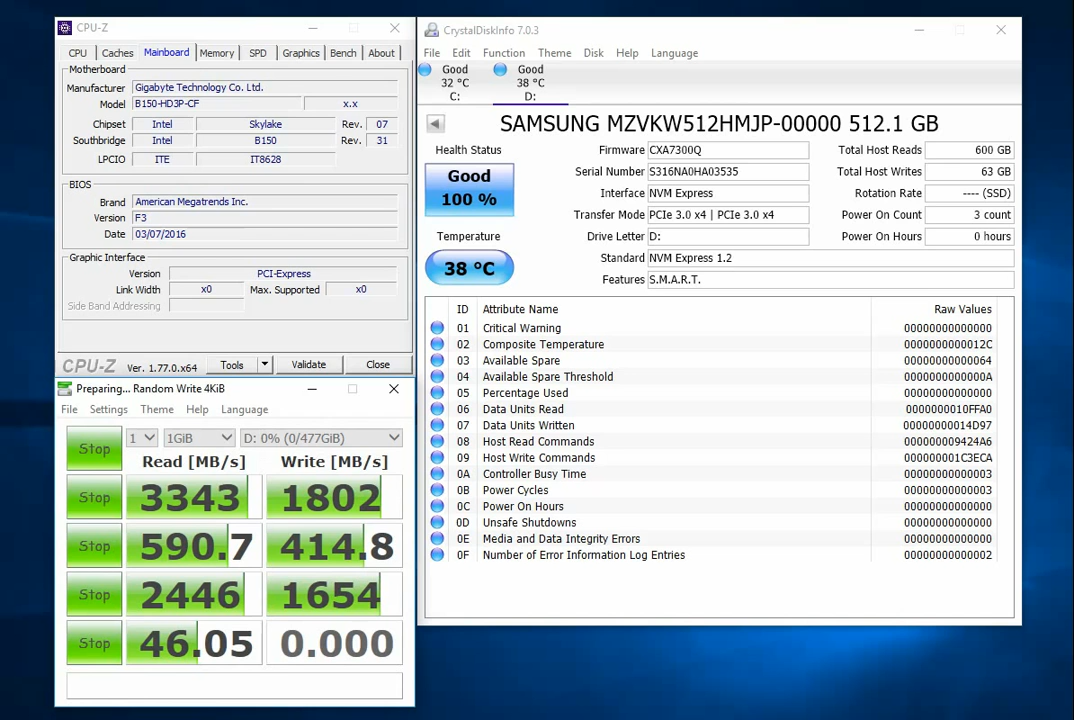 CPU-Z
CPU Caches Mainboard Memory SPD Graphics Bench About
Motherboard
Manufacturer Gigabyte Technology Co. Ltd.
Model B150-HD3P-CF x.x
Chipset Intel Skylake Rev. 07
Southbridge Intel B150 Rev. 31
LPCIO ITE IT8628
BIOS
Brand American Megatrends Inc.
Version F3
Date 03/07/2016
Graphic Interface
Version PCI-Express
Link Width x0 Max. Supported x0
Side Band Addressing
CPU-Z Ver. 1.77.0.x64 Tools Validate Close
Preparing... Random Write 4KiB
File Settings Theme Help Language
Stop 1 1GiB D: 0% (0/477GiB)
Read [MB/s] Write [MB/s]
Stop 3343 1802
Stop 590.7 414.8
Stop 2446 1654
Stop 46.05 0.000
CrystalDiskInfo 7.0.3
File Edit Function Theme Disk Help Language
Good Good
32 °C 38 °C
C: D:
SAMSUNG MZVKW512HMJP-00000 512.1 GB
Health Status
Good
100 %
Temperature
38 °C
Firmware CXA7300Q Total Host Reads 600 GB
Serial Number S316NA0HA03535 Total Host Writes 63 GB
Interface NVM Express Rotation Rate ---- (SSD)
Transfer Mode PCIe 3.0 x4 | PCIe 3.0 x4 Power On Count 3 count
Drive Letter D: Power On Hours 0 hours
Standard NVM Express 1.2
Features S.M.A.R.T.
ID Attribute Name Raw Values
01 Critical Warning 00000000000000
02 Composite Temperature 0000000000012C
03 Available Spare 00000000000064
04 Available Spare Threshold 0000000000000A
05 Percentage Used 00000000000000
06 Data Units Read 0000000010FFA0
07 Data Units Written 00000000014D97
08 Host Read Commands 000000009424A6
09 Host Write Commands 000000001C3ECA
0A Controller Busy Time 00000000000003
0B Power Cycles 00000000000003
0C Power On Hours 00000000000000
0D Unsafe Shutdowns 00000000000000
0E Media and Data Integrity Errors 00000000000000
0F Number of Error Information Log Entries 00000000000002